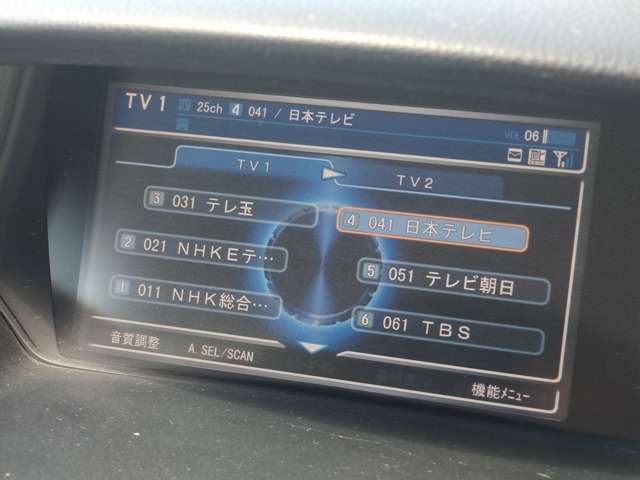 TV1 25ch 4 041 / 日本テレビ
VOL 06
TV1 TV2
3 031 テレ玉
4 041 日本テレビ
2 021 NHKEテ…
5 051 テレビ朝日
1 011 NHK総合…
6 061 TBS
音質調整 A.SEL/SCAN
機能メニュー